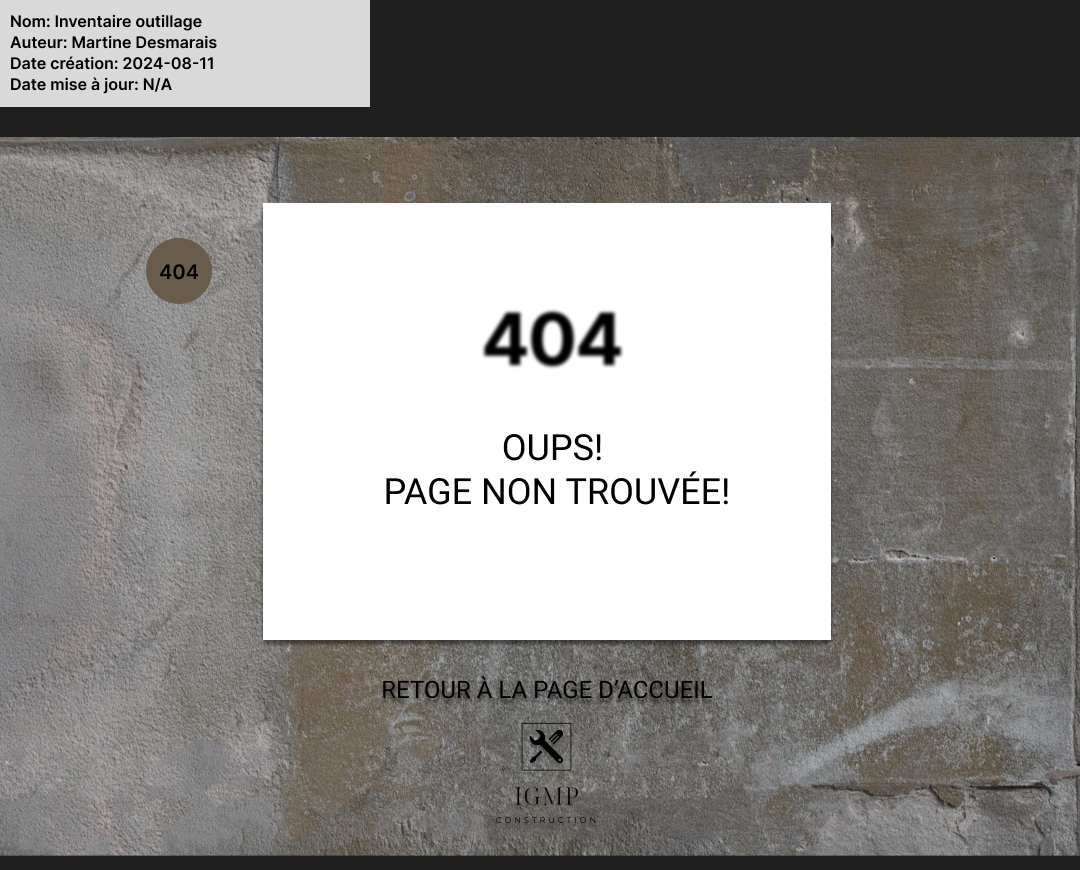 Nom: Inventaire outillage
Auteur: Martine Desmarais
Date création: 2024-08-11
Date mise à jour: N/A
404
404
OUPS!
PAGE NON TROUVÉE!
RETOUR À LA PAGE D'ACCUEIL
IGMP
CONSTRUCTION